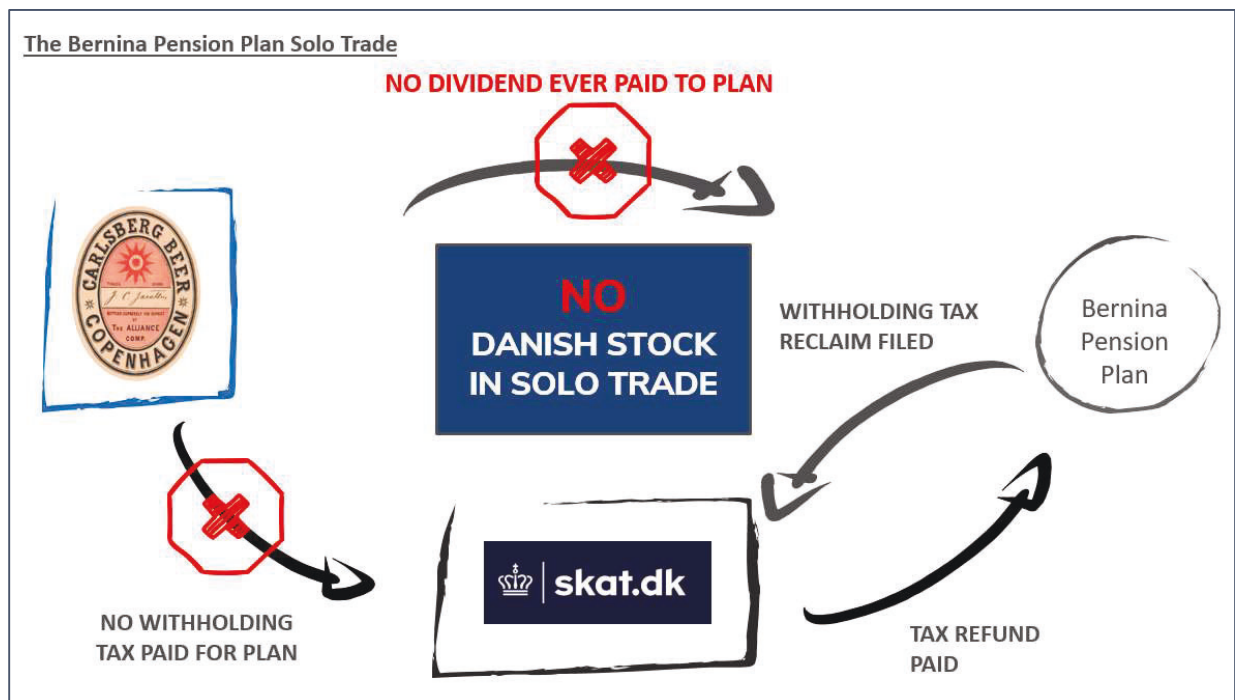 The Bernina Pension Plan Solo Trade
NO DIVIDEND EVER PAID TO PLAN
CARLSBERG BEER
COPENHAGEN
J. C. Jacobsen
THE ALLIANCE
COMP.
NO
DANISH STOCK
IN SOLO TRADE
WITHHOLDING TAX
RECLAIM FILED
Bernina
Pension
Plan
skat.dk
NO WITHHOLDING
TAX PAID FOR PLAN
TAX REFUND
PAID